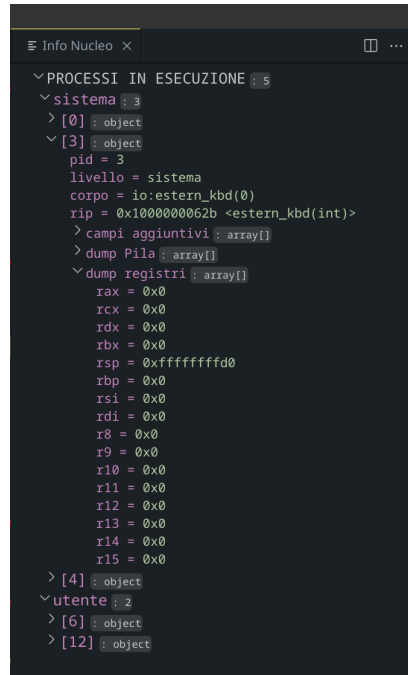 Info Nucleo
PROCESSI IN ESECUZIONE : 5
sistema : 3
[0] : object
[3] : object
pid = 3
livello = sistema
corpo = io:estern_kbd(0)
rip = 0x1000000062b <estern_kbd(int)>
campi aggiuntivi : array[]
dump Pila : array[]
dump registri : array[]
rax = 0x0
rcx = 0x0
rdx = 0x0
rbx = 0x0
rsp = 0xffffffffd0
rbp = 0x0
rsi = 0x0
rdi = 0x0
r8 = 0x0
r9 = 0x0
r10 = 0x0
r11 = 0x0
r12 = 0x0
r13 = 0x0
r14 = 0x0
r15 = 0x0
[4] : object
utente : 2
[6] : object
[12] : object